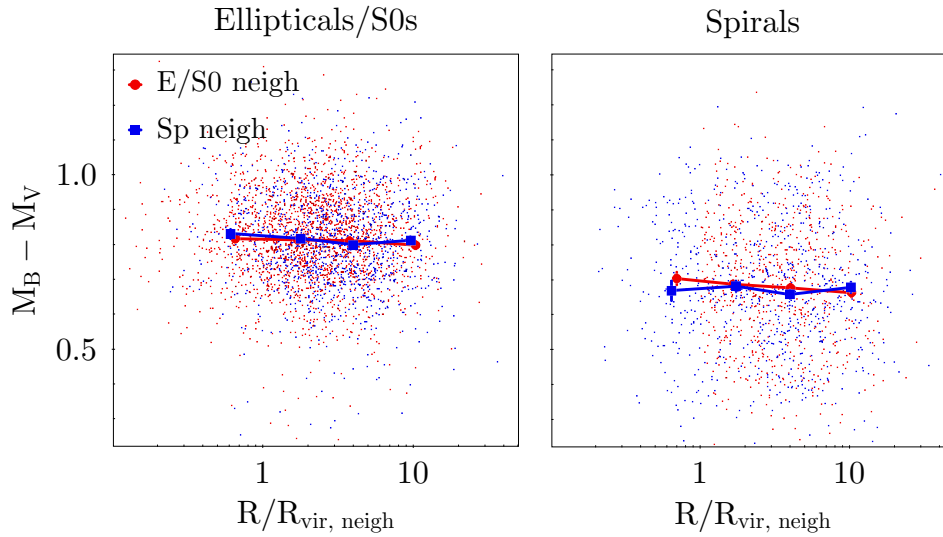 Ellipticals/S0s
Spirals
E/S0 neigh
Sp neigh
M_B − M_V
1.0
0.5
1
10
1
10
R/R_vir, neigh
R/R_vir, neigh